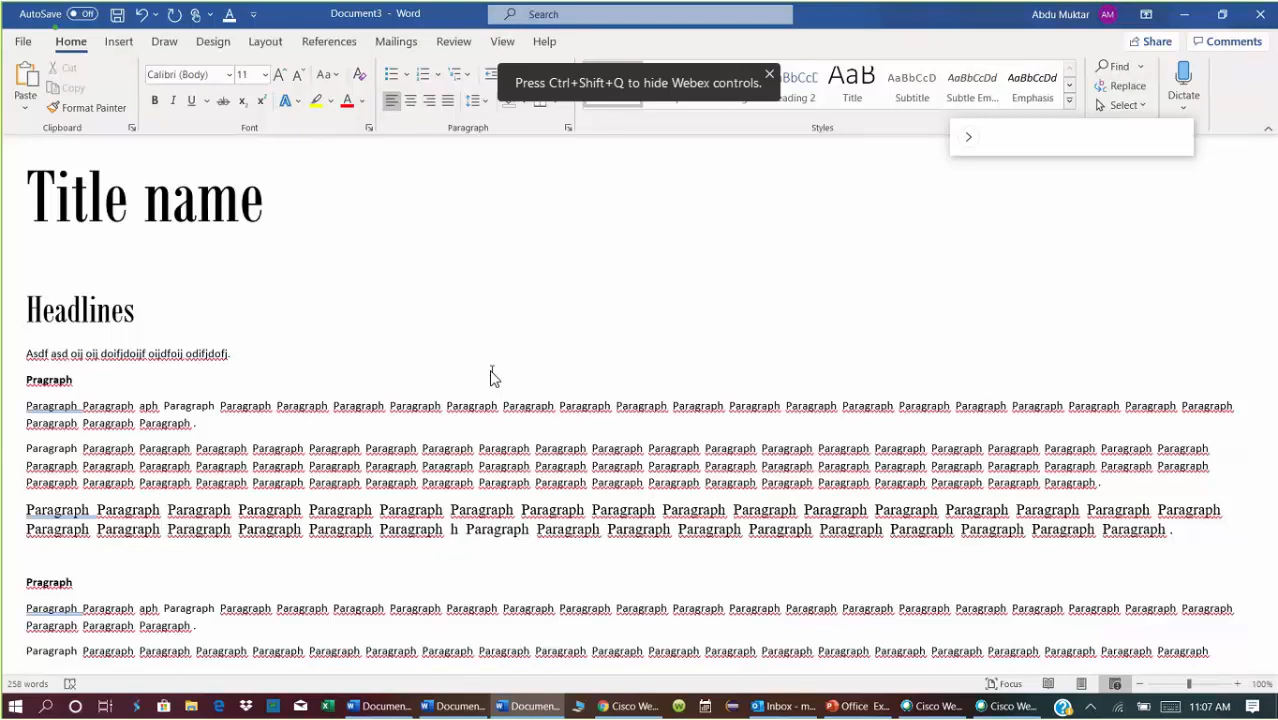 AutoSave Off Document3 - Word Search Abdu Muktar AM
File Home Insert Draw Design Layout References Mailings Review View Help Share Comments
Paste Cut Copy Format Painter
Calibri (Body) 11
Press Ctrl+Shift+Q to hide Webex controls.
eading 2 Title Subtitle Subtle Em... Emphasis
Find Replace Select Dictate
Clipboard Font Paragraph Styles
Title name
Headlines
Asdf asd oij oij doifjdoijf oijdfoij odifjdofj.
Pragraph
Paragraph Paragraph aph Paragraph Paragraph Paragraph Paragraph Paragraph Paragraph Paragraph Paragraph Paragraph Paragraph Paragraph Paragraph Paragraph Paragraph Paragraph Paragraph Paragraph Paragraph Paragraph
Paragraph Paragraph Paragraph .
Paragraph Paragraph Paragraph Paragraph Paragraph Paragraph Paragraph Paragraph Paragraph Paragraph Paragraph Paragraph Paragraph Paragraph Paragraph Paragraph Paragraph Paragraph Paragraph Paragraph Paragraph
Paragraph Paragraph Paragraph Paragraph Paragraph Paragraph Paragraph Paragraph Paragraph Paragraph Paragraph Paragraph Paragraph Paragraph Paragraph Paragraph Paragraph Paragraph Paragraph Paragraph Paragraph
Paragraph Paragraph Paragraph Paragraph Paragraph Paragraph Paragraph Paragraph Paragraph Paragraph Paragraph Paragraph Paragraph Paragraph Paragraph Paragraph Paragraph Paragraph Paragraph .
Paragraph Paragraph Paragraph Paragraph Paragraph Paragraph Paragraph Paragraph Paragraph Paragraph Paragraph Paragraph Paragraph Paragraph Paragraph Paragraph Paragraph
Paragraph Paragraph Paragraph Paragraph Paragraph Paragraph h Paragraph Paragraph Paragraph Paragraph Paragraph Paragraph Paragraph Paragraph Paragraph Paragraph .
Pragraph
Paragraph Paragraph aph Paragraph Paragraph Paragraph Paragraph Paragraph Paragraph Paragraph Paragraph Paragraph Paragraph Paragraph Paragraph Paragraph Paragraph Paragraph Paragraph Paragraph Paragraph Paragraph
Paragraph Paragraph Paragraph .
Paragraph Paragraph Paragraph Paragraph Paragraph Paragraph Paragraph Paragraph Paragraph Paragraph Paragraph Paragraph Paragraph Paragraph Paragraph Paragraph Paragraph Paragraph Paragraph Paragraph Paragraph
258 words Focus 100%
Documen... Documen... Documen... Cisco We... Inbox - m... Office Ex... Cisco We... Cisco We... 11:07 AM